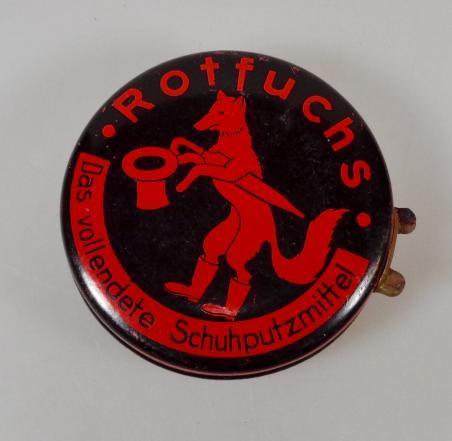 • Rotfuchs •
Das vollendete Schuhputzmittel